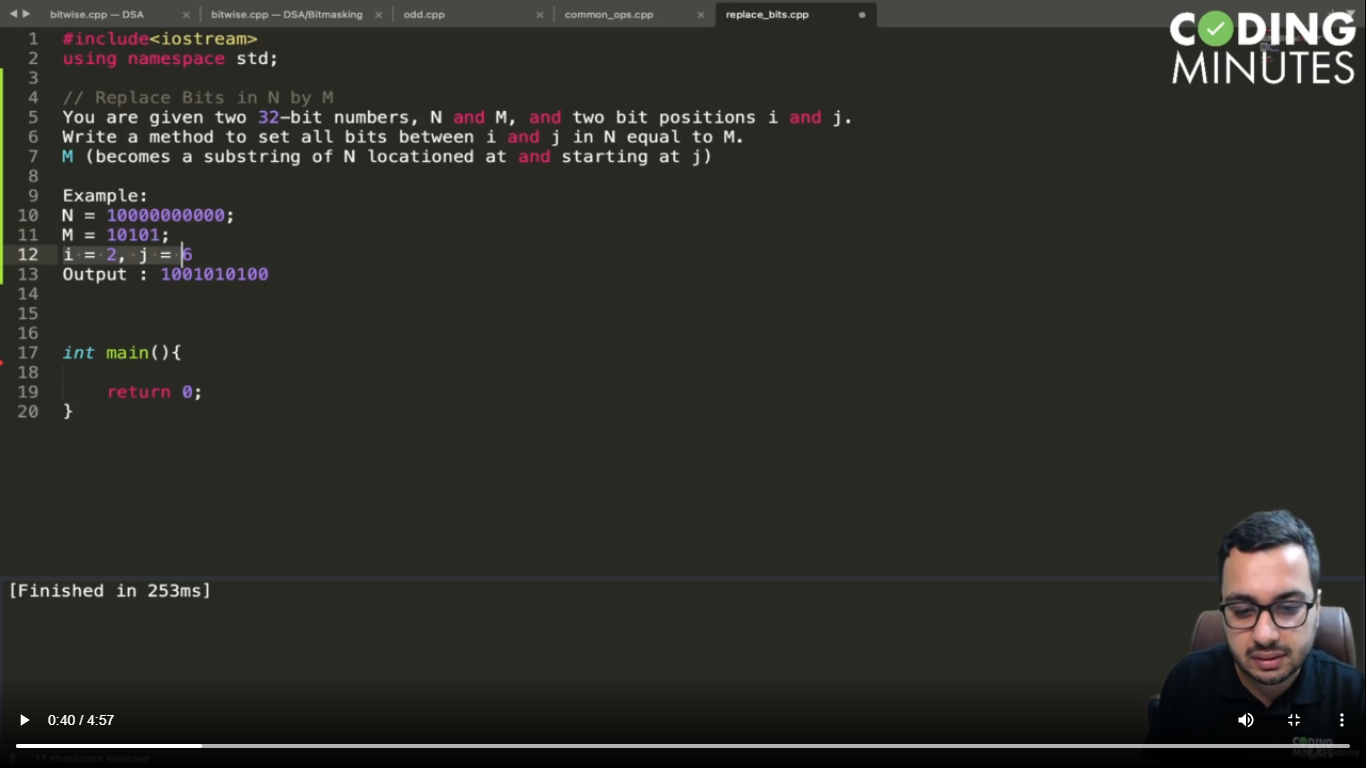 bitwise.cpp — DSA
bitwise.cpp — DSA/Bitmasking
odd.cpp
common_ops.cpp
replace_bits.cpp
CODING
MINUTES
1 #include<iostream>
2 using namespace std;
3
4 // Replace Bits in N by M
5 You are given two 32-bit numbers, N and M, and two bit positions i and j.
6 Write a method to set all bits between i and j in N equal to M.
7 M (becomes a substring of N locationed at and starting at j)
8
9 Example:
10 N = 10000000000;
11 M = 10101;
12 i = 2, j = 6
13 Output : 1001010100
14
15
16
17 int main(){
18
19 return 0;
20 }
[Finished in 253ms]
0:40 / 4:57
CODING
13 characters selected